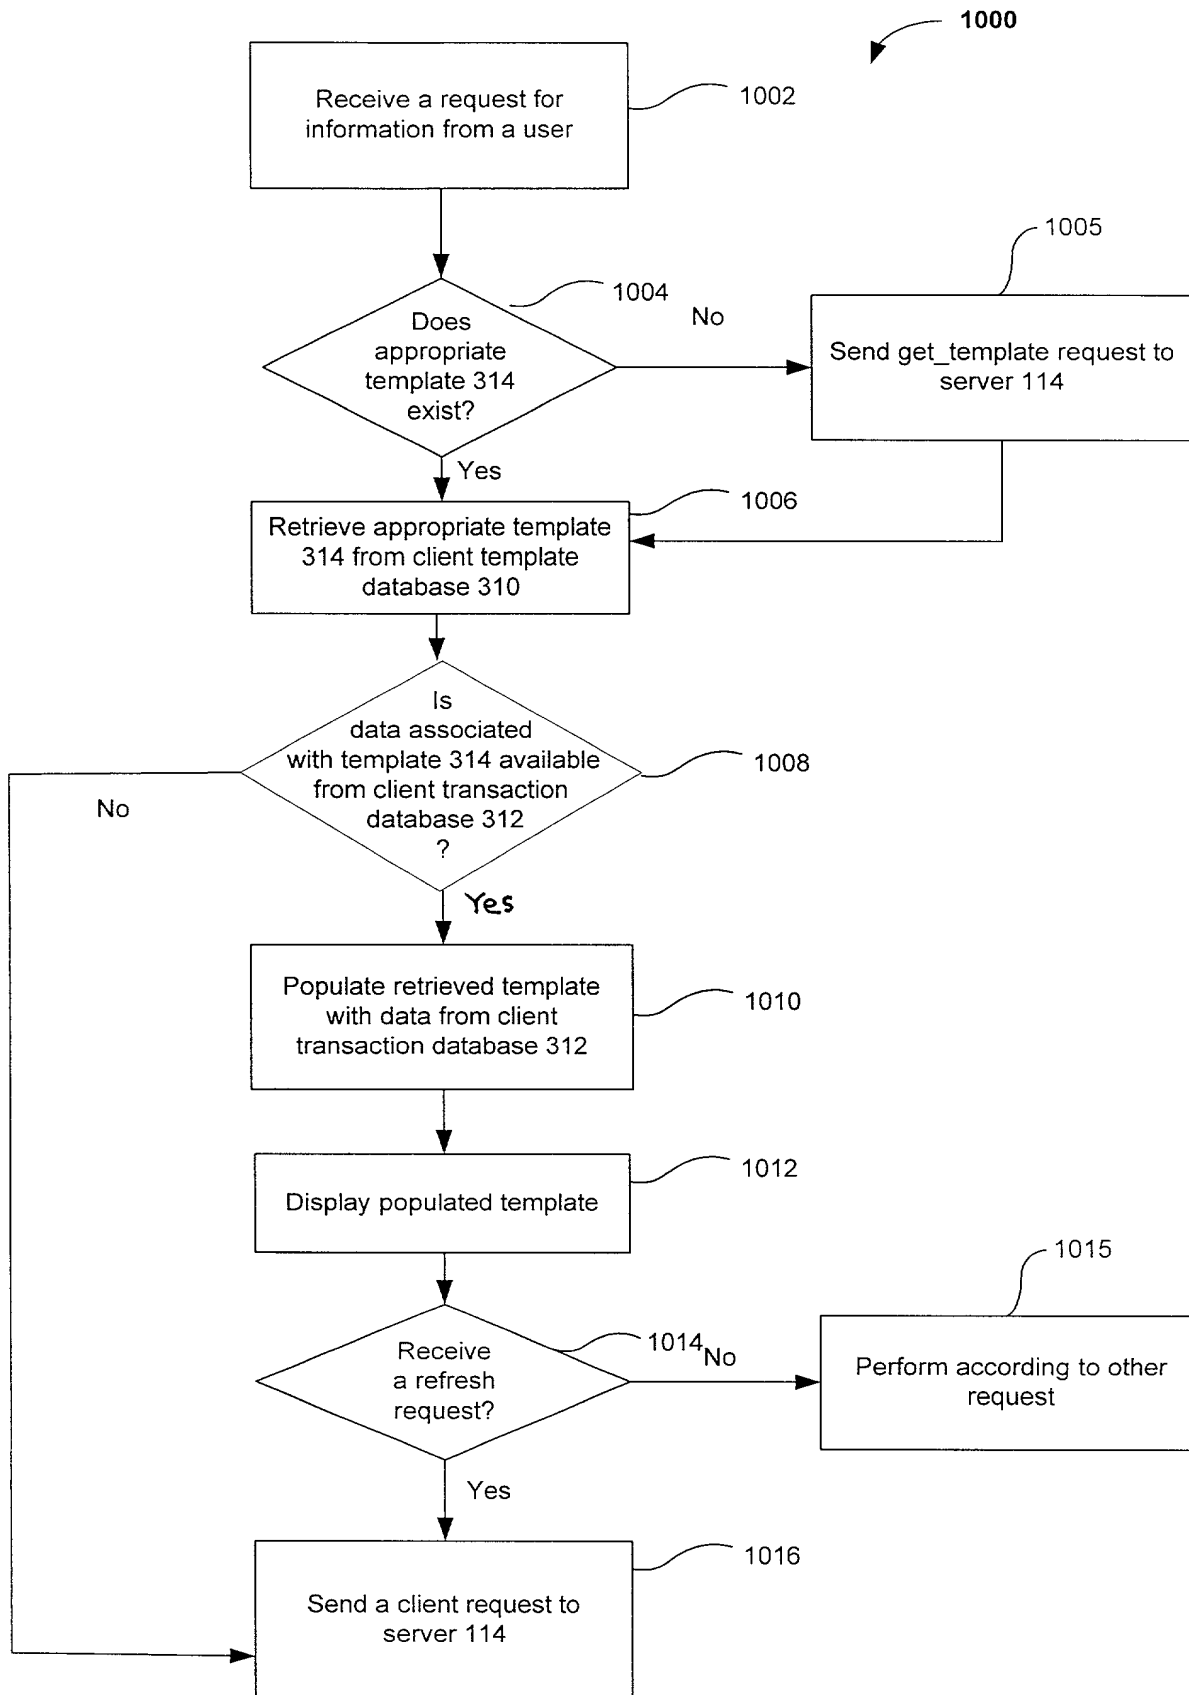 1000
Receive a request for
information from a user
1002
1005
1004
Does
appropriate
template 314
exist?
No
Send get_template request to
server 114
Yes
1006
Retrieve appropriate template
314 from client template
database 310
Is
data associated
with template 314 available
from client transaction
database 312
?
1008
No
Yes
Populate retrieved template
with data from client
transaction database 312
1010
Display populated template
1012
1015
Receive
a refresh
request?
1014
No
Perform according to other
request
Yes
Send a client request to
server 114
1016